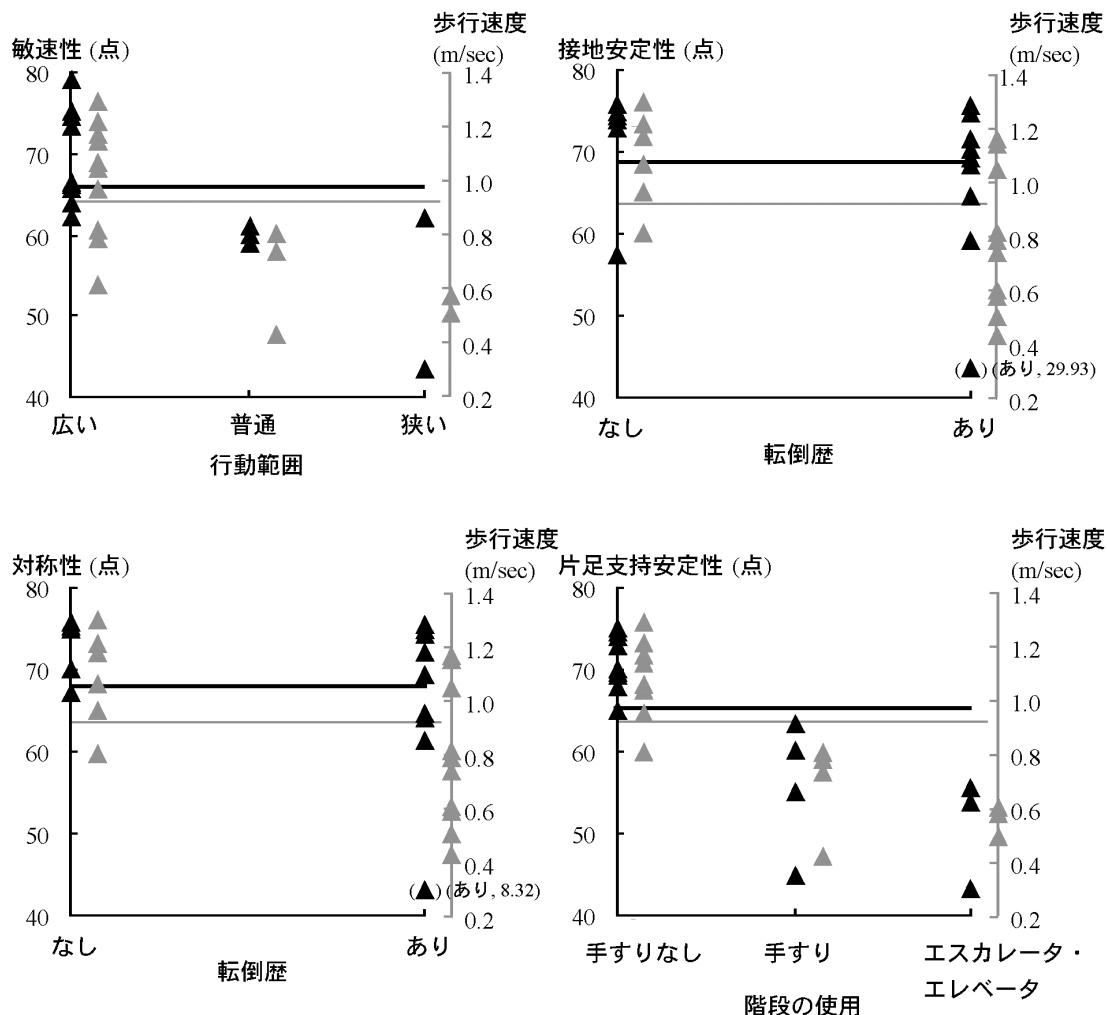 敏速性 (点)
歩行速度
(m/sec)
80
70
60
50
40
1.4
1.2
1.0
0.8
0.6
0.4
0.2
広い
普通
狭い
行動範囲
接地安定性 (点)
歩行速度
(m/sec)
80
70
60
50
40
1.4
1.2
1.0
0.8
0.6
0.4
0.2
(あり, 29.93)
なし
あり
転倒歴
対称性 (点)
歩行速度
(m/sec)
80
70
60
50
40
1.4
1.2
1.0
0.8
0.6
0.4
0.2
(あり, 8.32)
なし
あり
転倒歴
片足支持安定性 (点)
歩行速度
(m/sec)
80
70
60
50
40
1.4
1.2
1.0
0.8
0.6
0.4
0.2
手すりなし
手すり
エスカレータ・
エレベータ
階段の使用